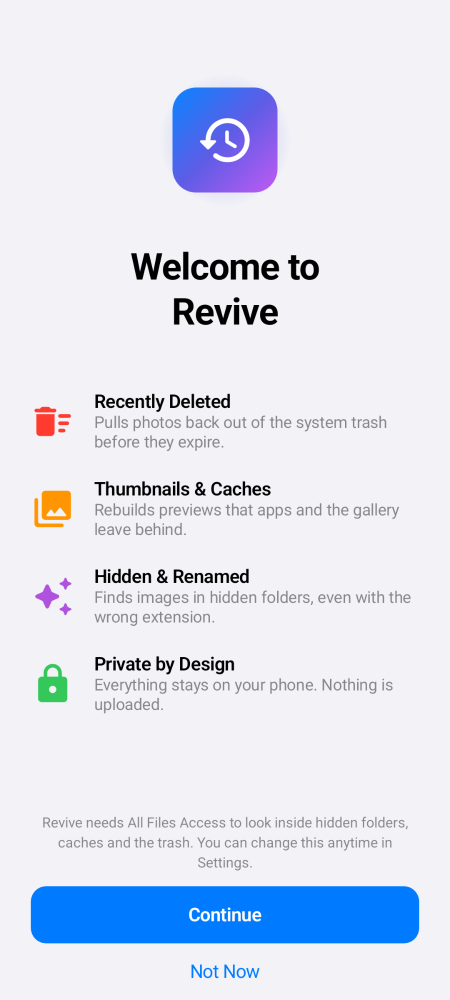 Welcome to
Revive
Recently Deleted
Pulls photos back out of the system trash
before they expire.
Thumbnails & Caches
Rebuilds previews that apps and the gallery
leave behind.
Hidden & Renamed
Finds images in hidden folders, even with the
wrong extension.
Private by Design
Everything stays on your phone. Nothing is
uploaded.
Revive needs All Files Access to look inside hidden folders,
caches and the trash. You can change this anytime in
Settings.
Continue
Not Now